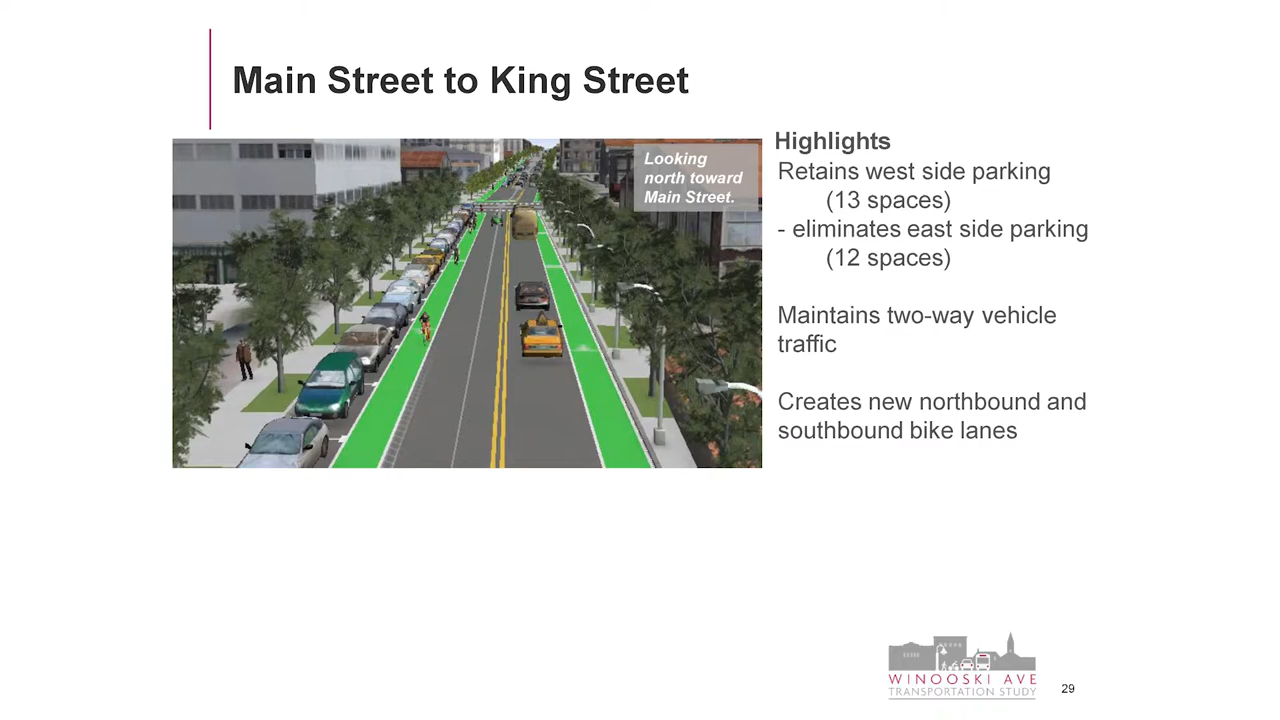 Main Street to King Street
Looking
north toward
Main Street.
Highlights
Retains west side parking
(13 spaces)
- eliminates east side parking
(12 spaces)
Maintains two-way vehicle
traffic
Creates new northbound and
southbound bike lanes
WINOOSKI AVE
TRANSPORTATION STUDY
29